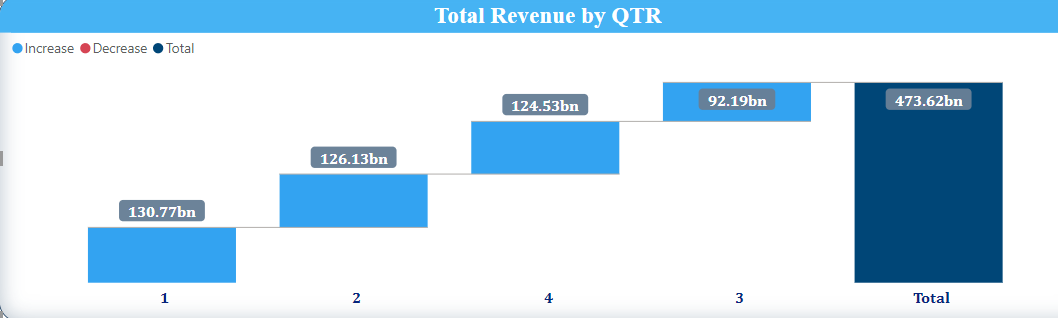 Total Revenue by QTR
Increase Decrease Total
130.77bn
126.13bn
124.53bn
92.19bn
473.62bn
1 2 4 3 Total